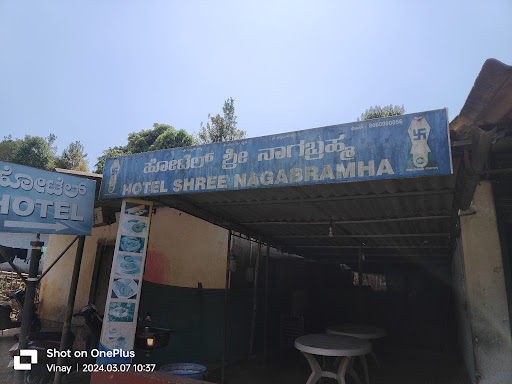 ಹೋಟೆಲ್ ಶ್ರೀ ನಾಗಬ್ರಹ್ಮ
HOTEL SHREE NAGABRAMHA
ಹೋಟೆಲ್
HOTEL
Shot on OnePlus
Vinay | 2024.03.07 10:37